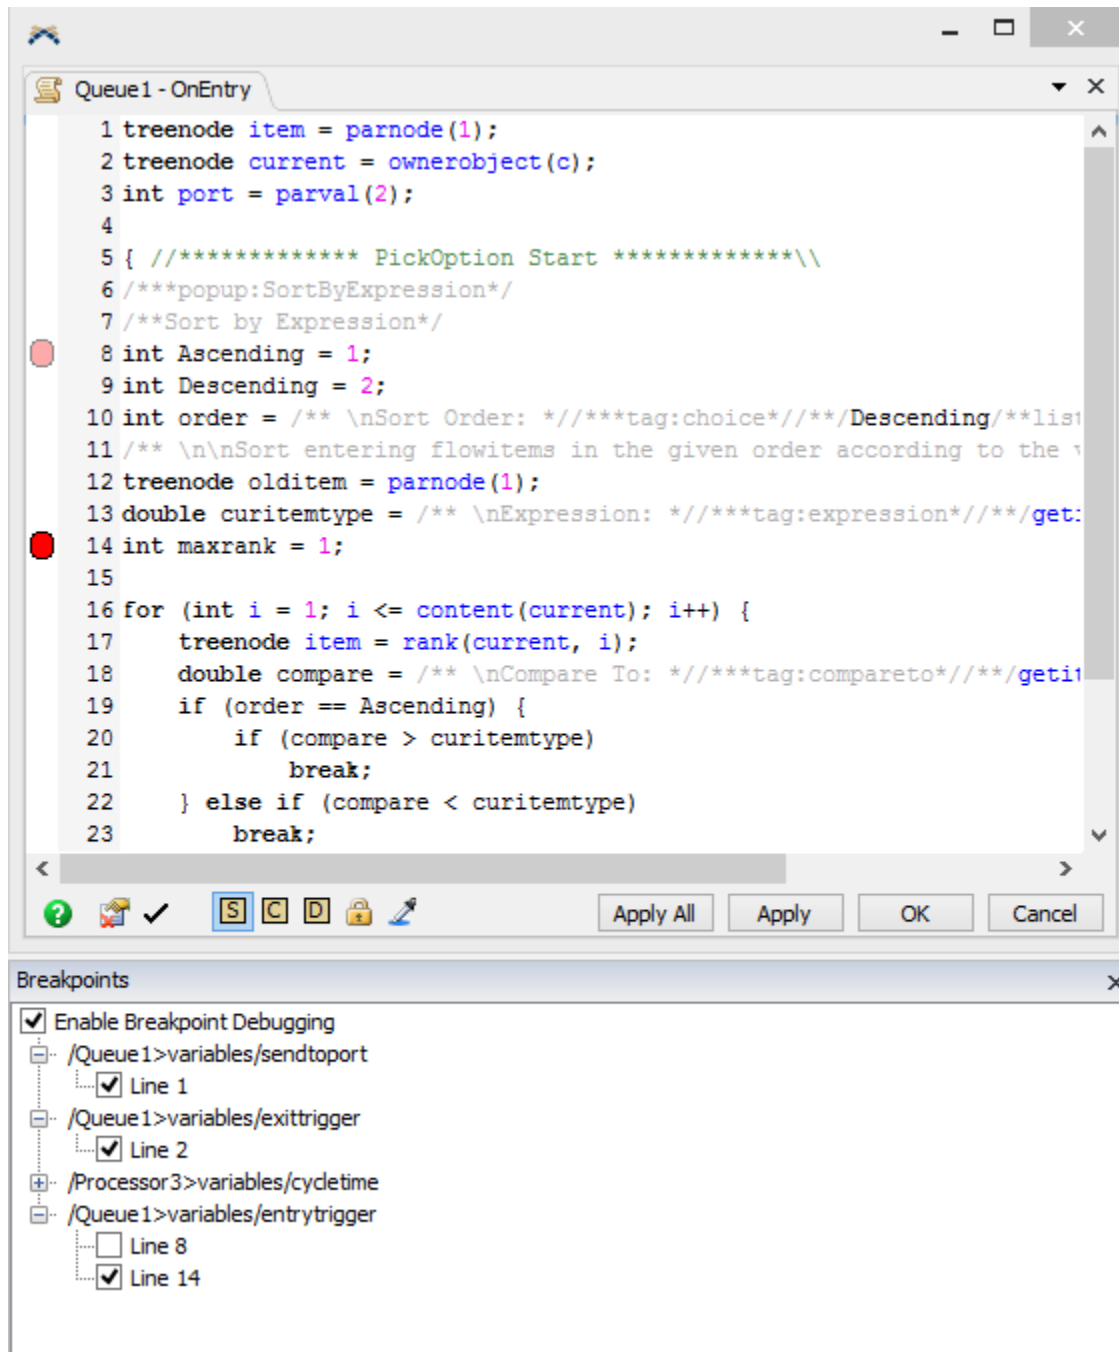 Queue1 - OnEntry
1 treenode item = parnode(1);
2 treenode current = ownerobject(c);
3 int port = parval(2);
4
5 { //************* PickOption Start *************\\
6 /***popup:SortByExpression*/
7 /**Sort by Expression*/
8 int Ascending = 1;
9 int Descending = 2;
10 int order = /** \nSort Order: *//***tag:choice*//**/Descending/**list
11 /** \n\nSort entering flowitems in the given order according to the
12 treenode olditem = parnode(1);
13 double curitemtype = /** \nExpression: *//***tag:expression*//**/geti
14 int maxrank = 1;
15
16 for (int i = 1; i <= content(current); i++) {
17     treenode item = rank(current, i);
18     double compare = /** \nCompare To: *//***tag:compareto*//**/getit
19     if (order == Ascending) {
20         if (compare > curitemtype)
21             break;
22     } else if (compare < curitemtype)
23         break;
S C D Apply All Apply OK Cancel
Breakpoints
Enable Breakpoint Debugging
/Queue1>variables/sendtoport
Line 1
/Queue1>variables/exittrigger
Line 2
/Processor3>variables/cycletime
/Queue1>variables/entrytrigger
Line 8
Line 14